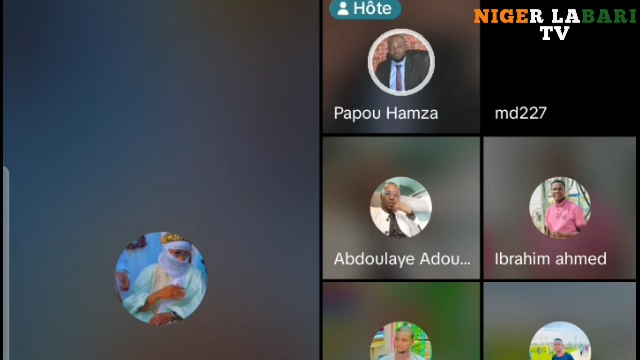 Hôte
NIGER LABARI
TV
Papou Hamza
md227
Abdoulaye Adou...
Ibrahim ahmed